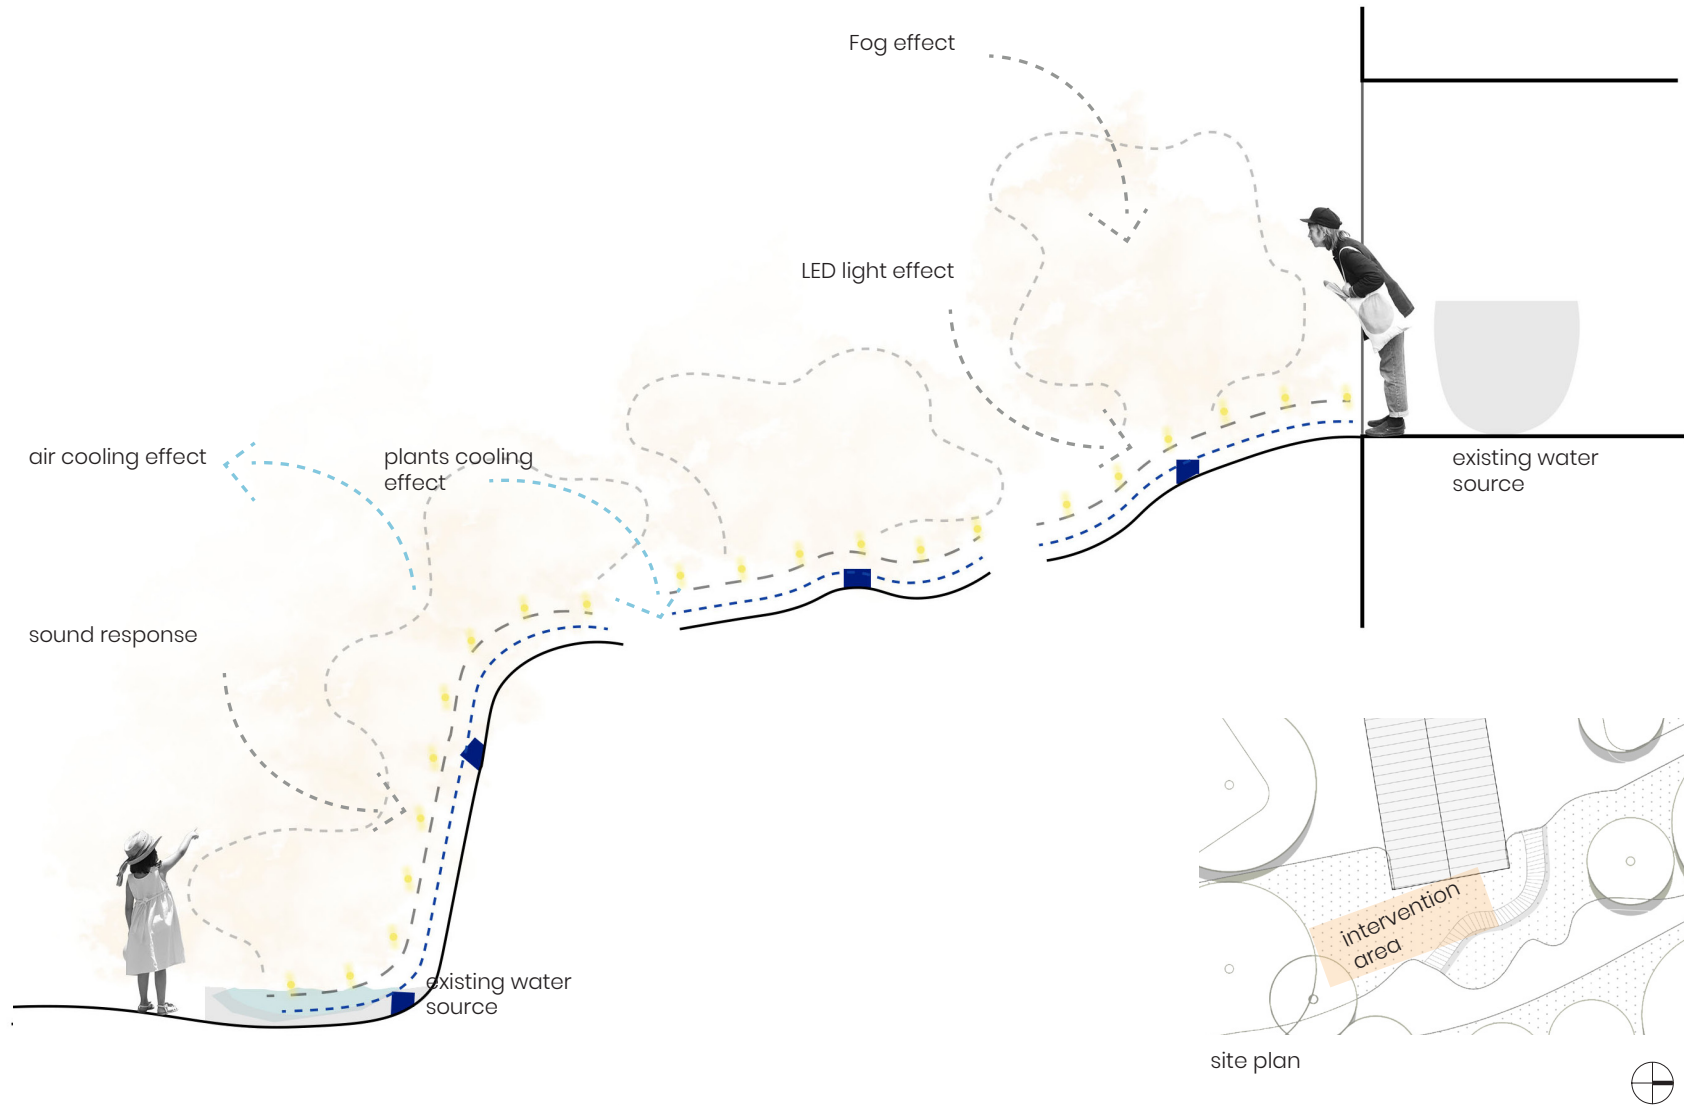 Fog effect
LED light effect
air cooling effect
plants cooling
effect
existing water
source
sound response
existing water
source
intervention
area
site plan